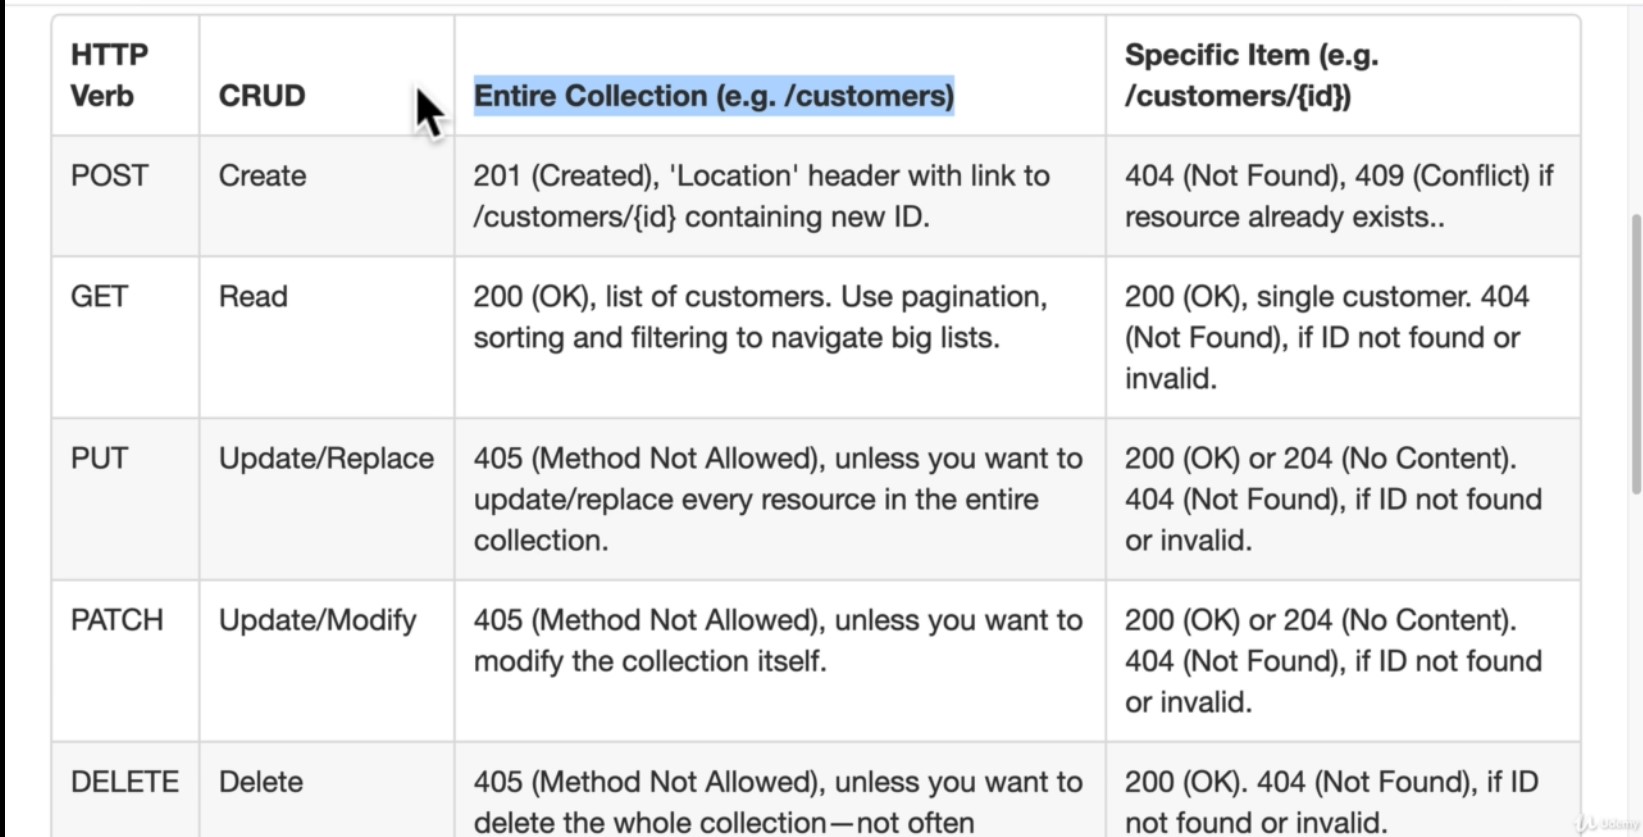 HTTP Verb
CRUD
Entire Collection (e.g. /customers)
Specific Item (e.g. /customers/{id})
POST
Create
201 (Created), 'Location' header with link to
/customers/{id} containing new ID.
404 (Not Found), 409 (Conflict) if
resource already exists..
GET
Read
200 (OK), list of customers. Use pagination,
sorting and filtering to navigate big lists.
200 (OK), single customer. 404
(Not Found), if ID not found or
invalid.
PUT
Update/Replace
405 (Method Not Allowed), unless you want to
update/replace every resource in the entire
collection.
200 (OK) or 204 (No Content).
404 (Not Found), if ID not found
or invalid.
PATCH
Update/Modify
405 (Method Not Allowed), unless you want to
modify the collection itself.
200 (OK) or 204 (No Content).
404 (Not Found), if ID not found
or invalid.
DELETE
Delete
405 (Method Not Allowed), unless you want to
delete the whole collection—not often
200 (OK). 404 (Not Found), if ID
not found or invalid.
Udemy